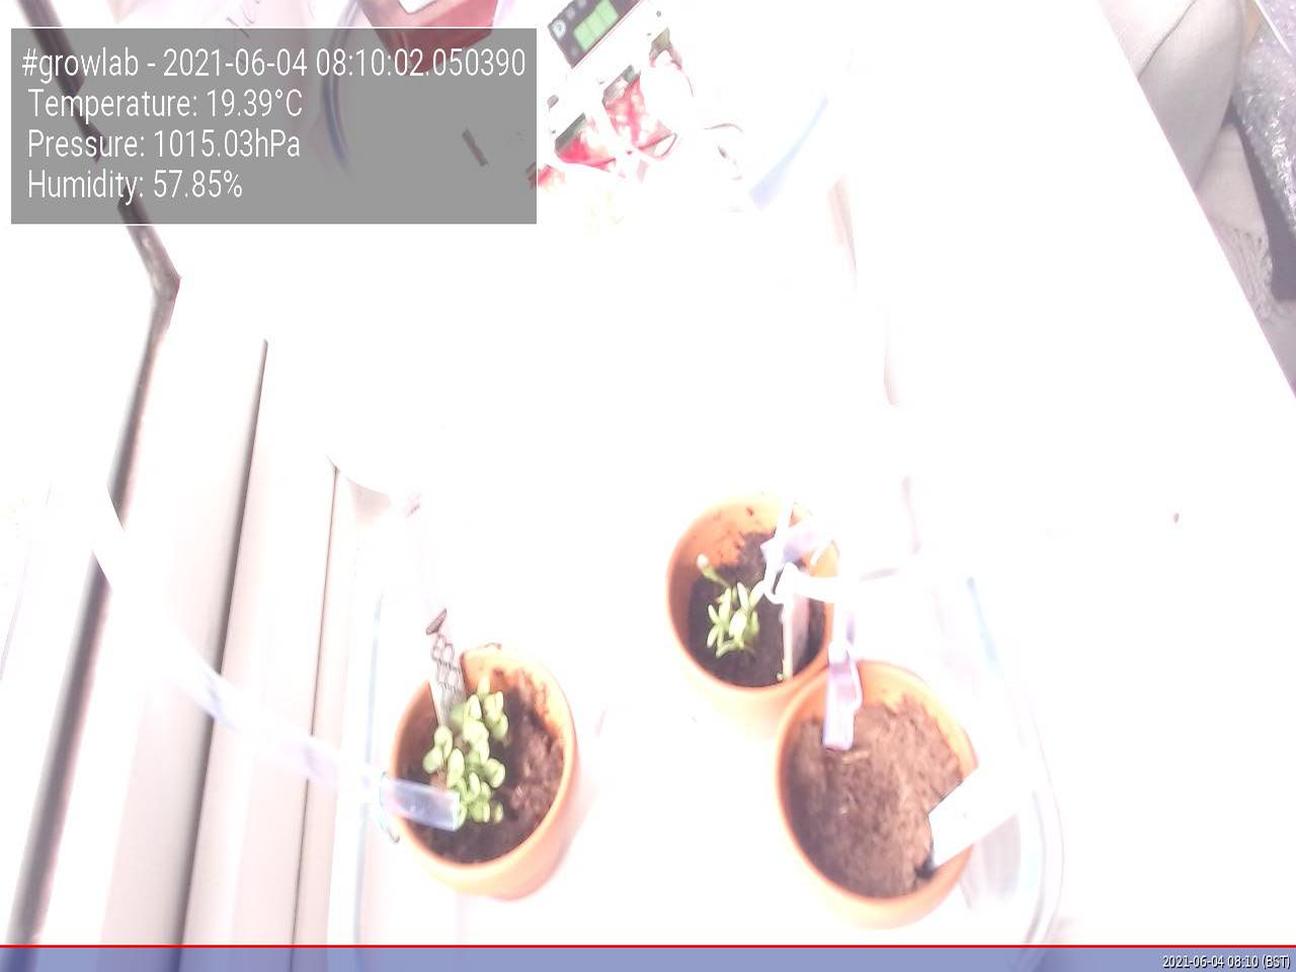 #growlab - 2021-06-04 08:10:02.050390
Temperature: 19.39°C
Pressure: 1015.03hPa
Humidity: 57.85%
2021-06-04 08:10 (BST)